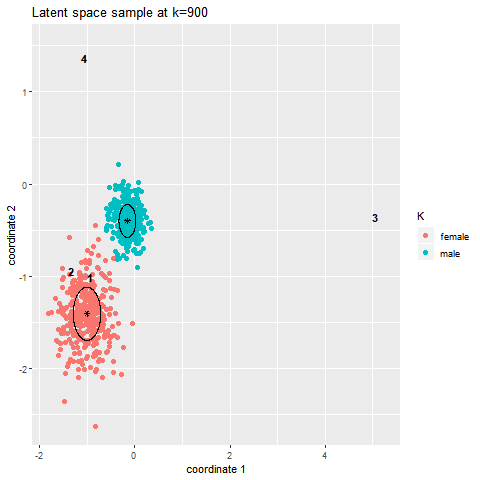 Latent space sample at k=900
4
1
0
3
K
female
male
coordinate 2
-1
2
1
-2
-2
0
2
4
coordinate 1